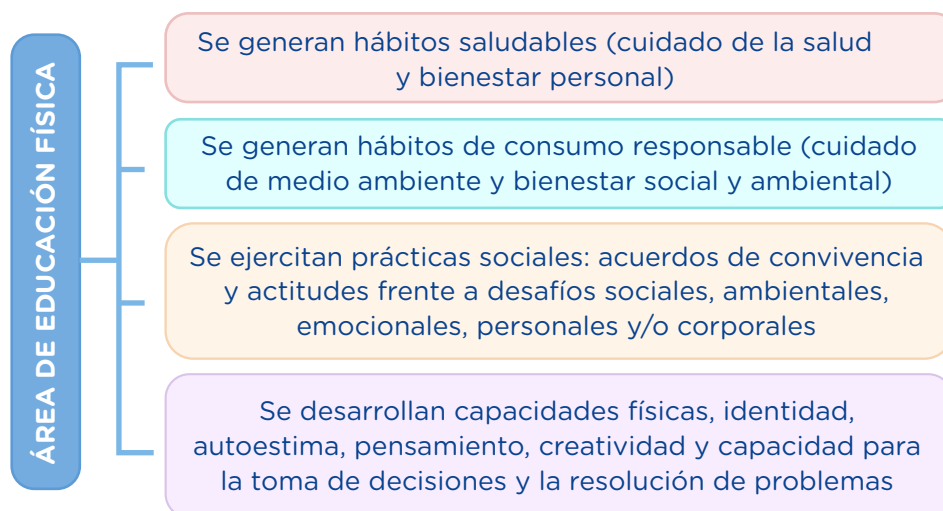 ÁREA DE EDUCACIÓN FÍSICA
Se generan hábitos saludables (cuidado de la salud
y bienestar personal)
Se generan hábitos de consumo responsable (cuidado
de medio ambiente y bienestar social y ambiental)
Se ejercitan prácticas sociales: acuerdos de convivencia
y actitudes frente a desafíos sociales, ambientales,
emocionales, personales y/o corporales
Se desarrollan capacidades físicas, identidad,
autoestima, pensamiento, creatividad y capacidad para
la toma de decisiones y la resolución de problemas